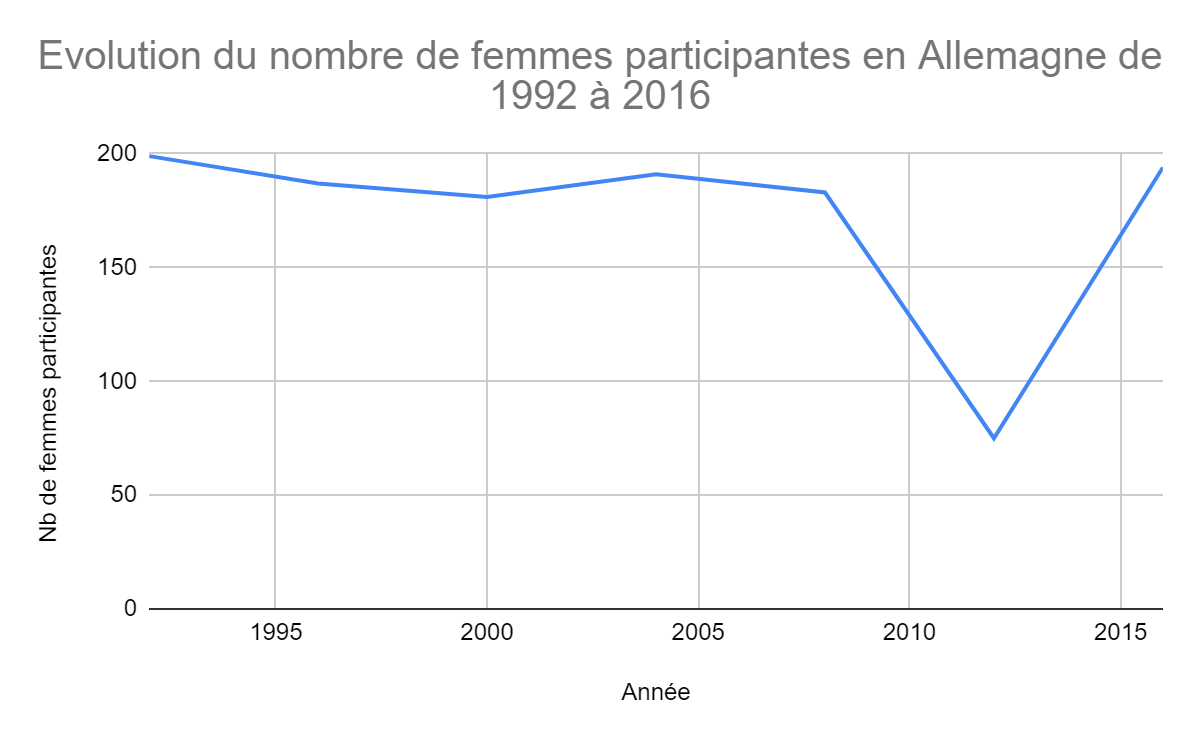 Evolution du nombre de femmes participantes en Allemagne de
1992 à 2016
Nb de femmes participantes
200
150
100
50
0
1995
2000
2005
2010
2015
Année